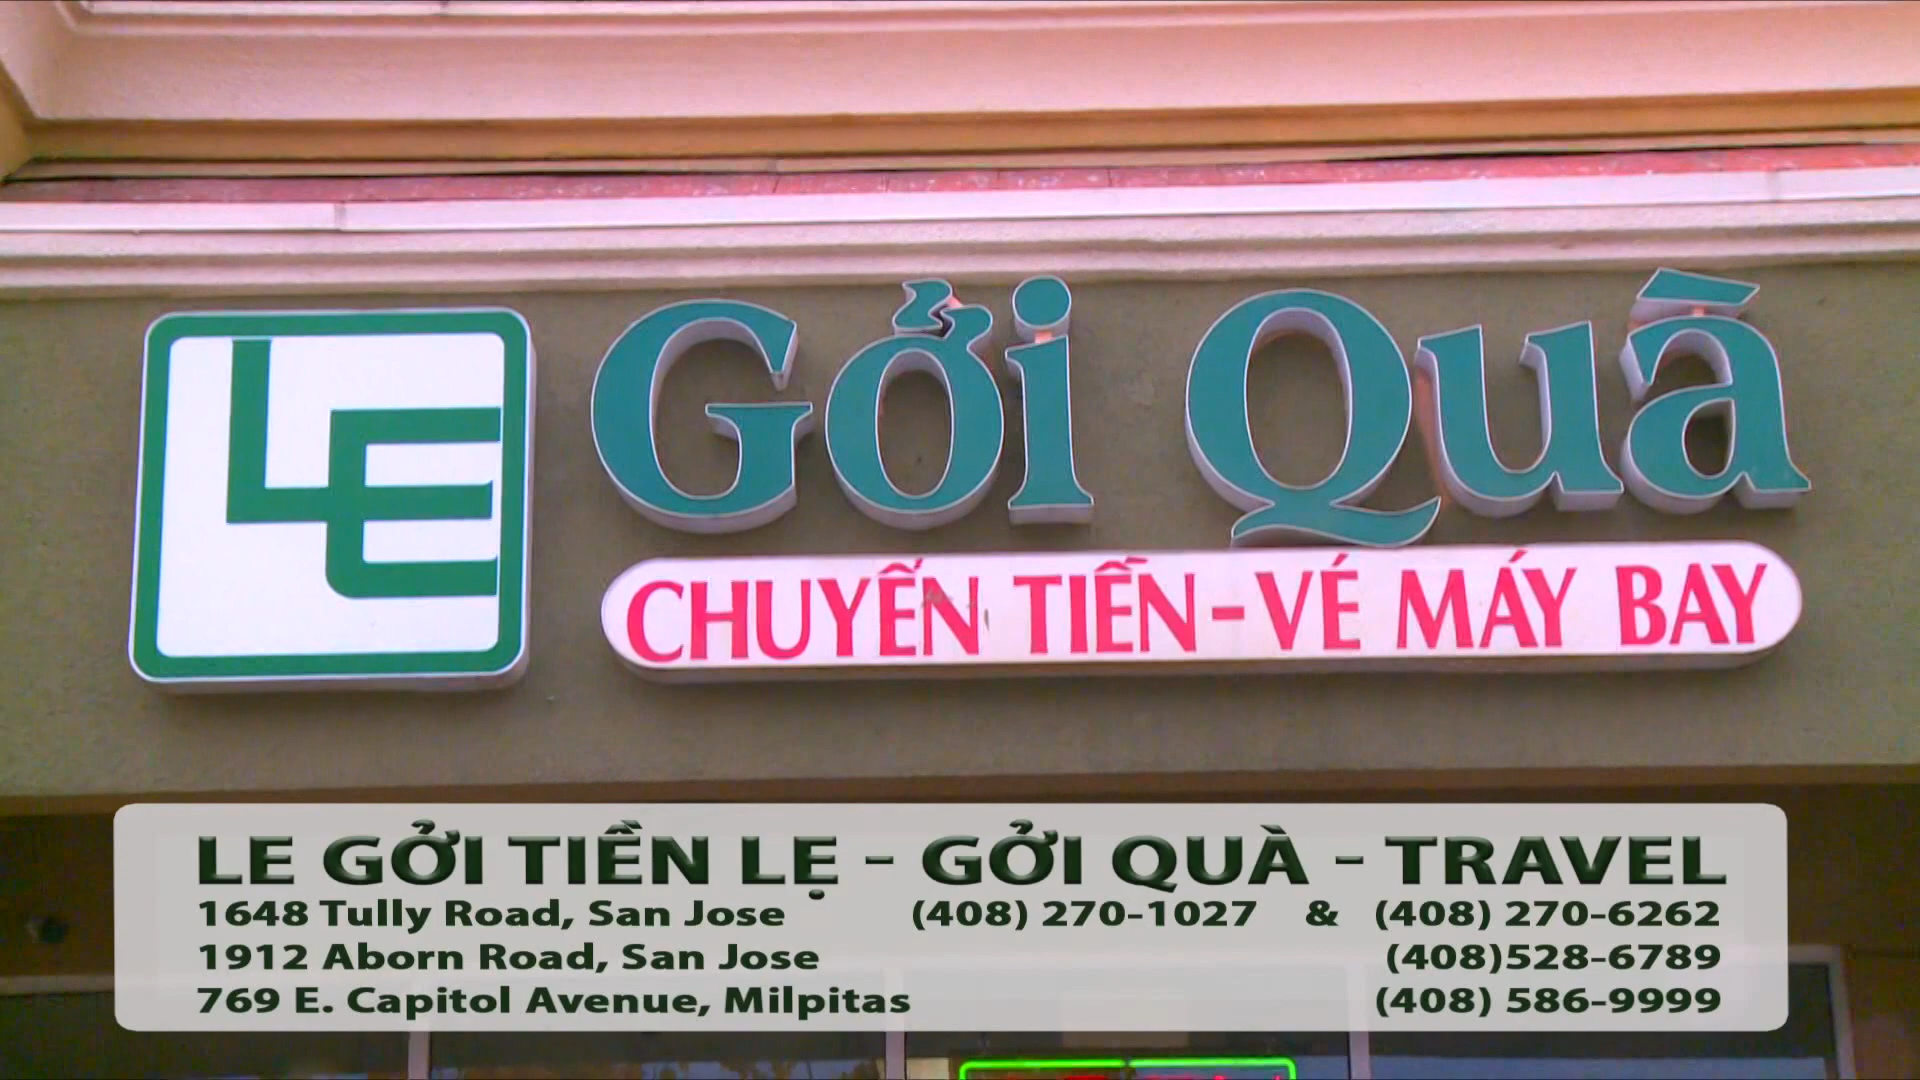 LE
Gởi Quà
CHUYỂN TIỀN-VÉ MÁY BAY
LE GỞI TIỀN LẸ - GỞI QUÀ - TRAVEL
1648 Tully Road, San Jose (408) 270-1027 & (408) 270-6262
1912 Aborn Road, San Jose (408)528-6789
769 E. Capitol Avenue, Milpitas (408) 586-9999